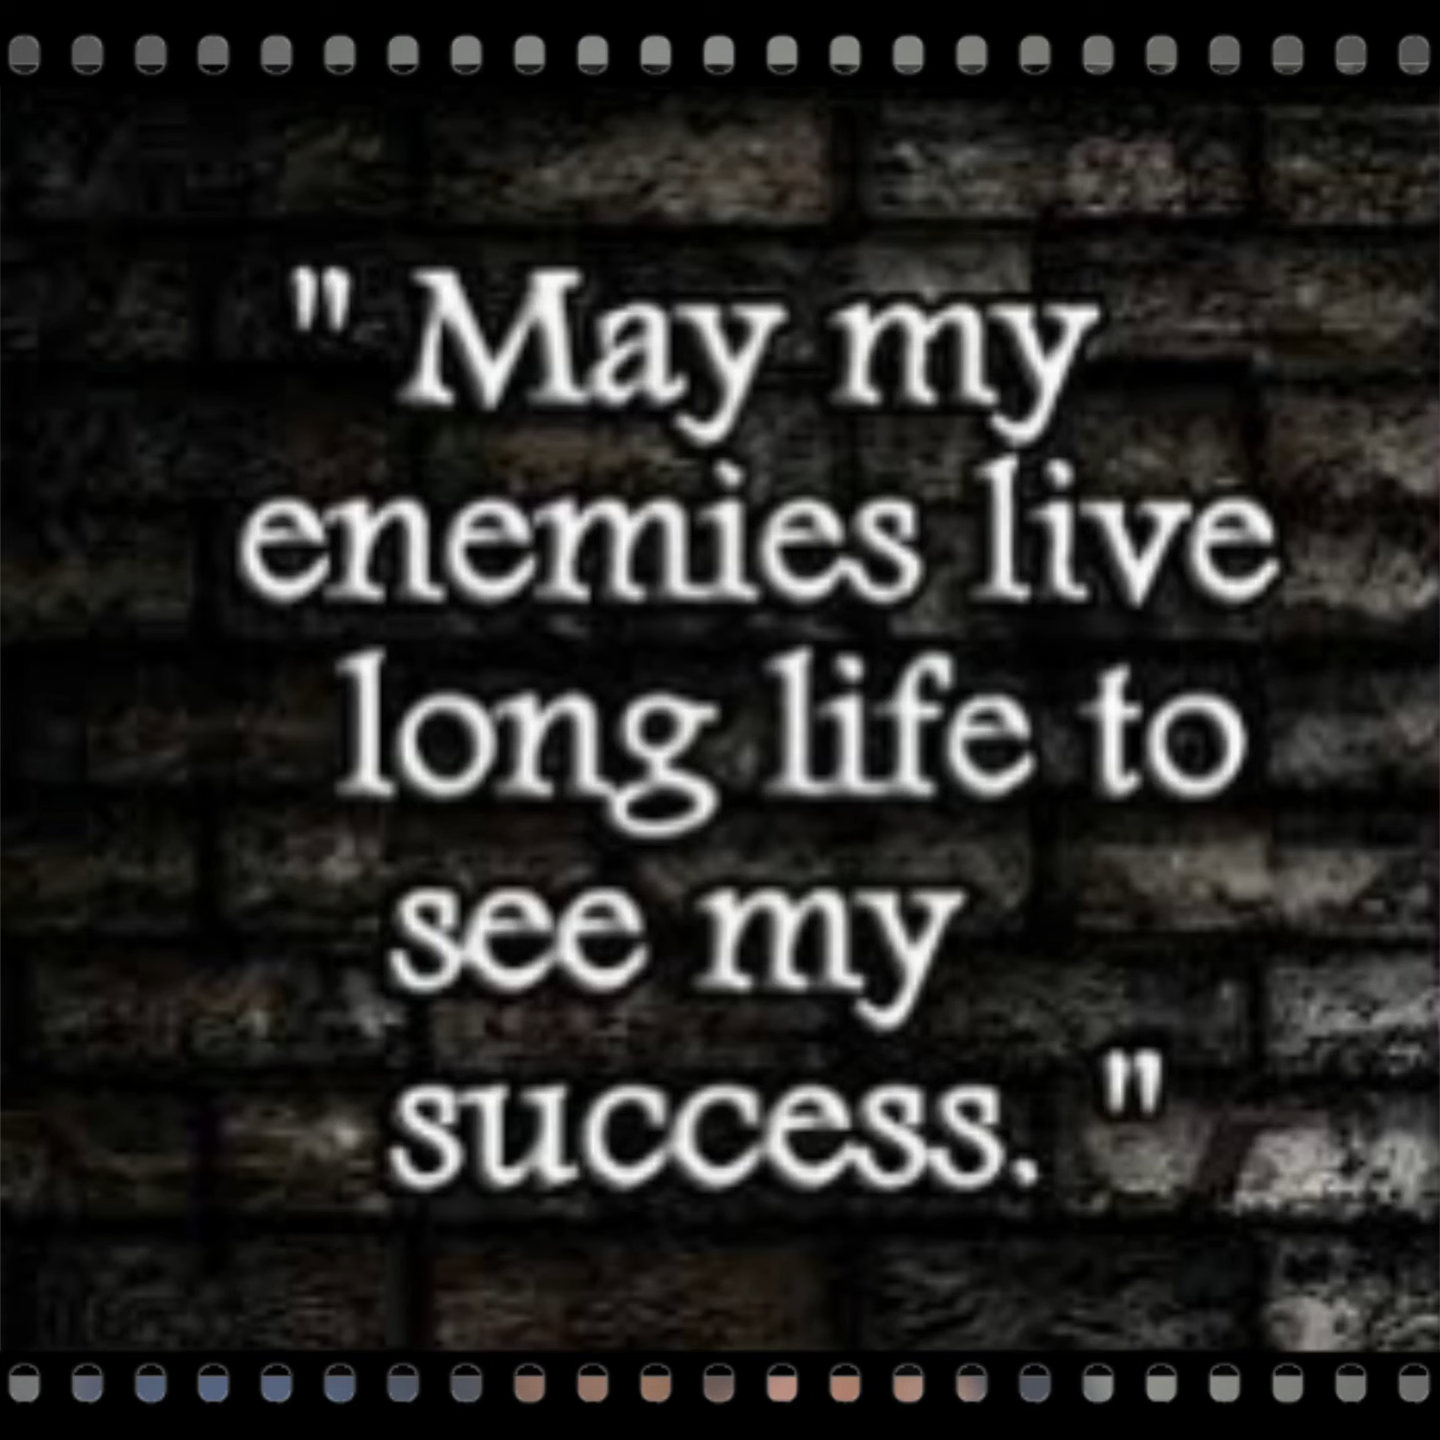 " May my
enemies live
long life to
see my
success. "